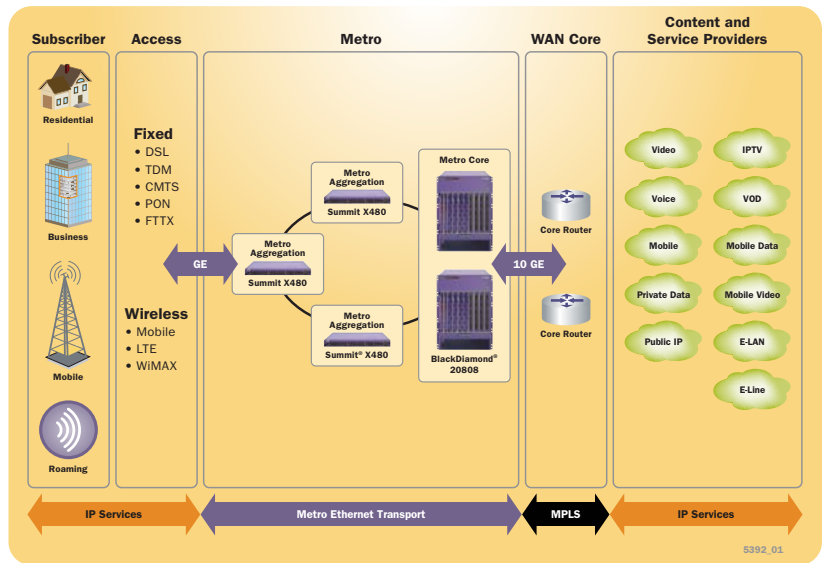 Subscriber
Access
Metro
WAN Core
Content and
Service Providers
Residential
Business
Mobile
Roaming
Fixed
• DSL
• TDM
• CMTS
• PON
• FTTX
Wireless
• Mobile
• LTE
• WiMAX
GE
Metro
Aggregation
Summit X480
Metro
Aggregation
Summit X480
Metro
Aggregation
Summit® X480
Metro Core
BlackDiamond®
20808
10 GE
Core Router
Core Router
Video
IPTV
Voice
VOD
Mobile
Mobile Data
Private Data
Mobile Video
Public IP
E-LAN
E-Line
IP Services
Metro Ethernet Transport
MPLS
IP Services
5392_01